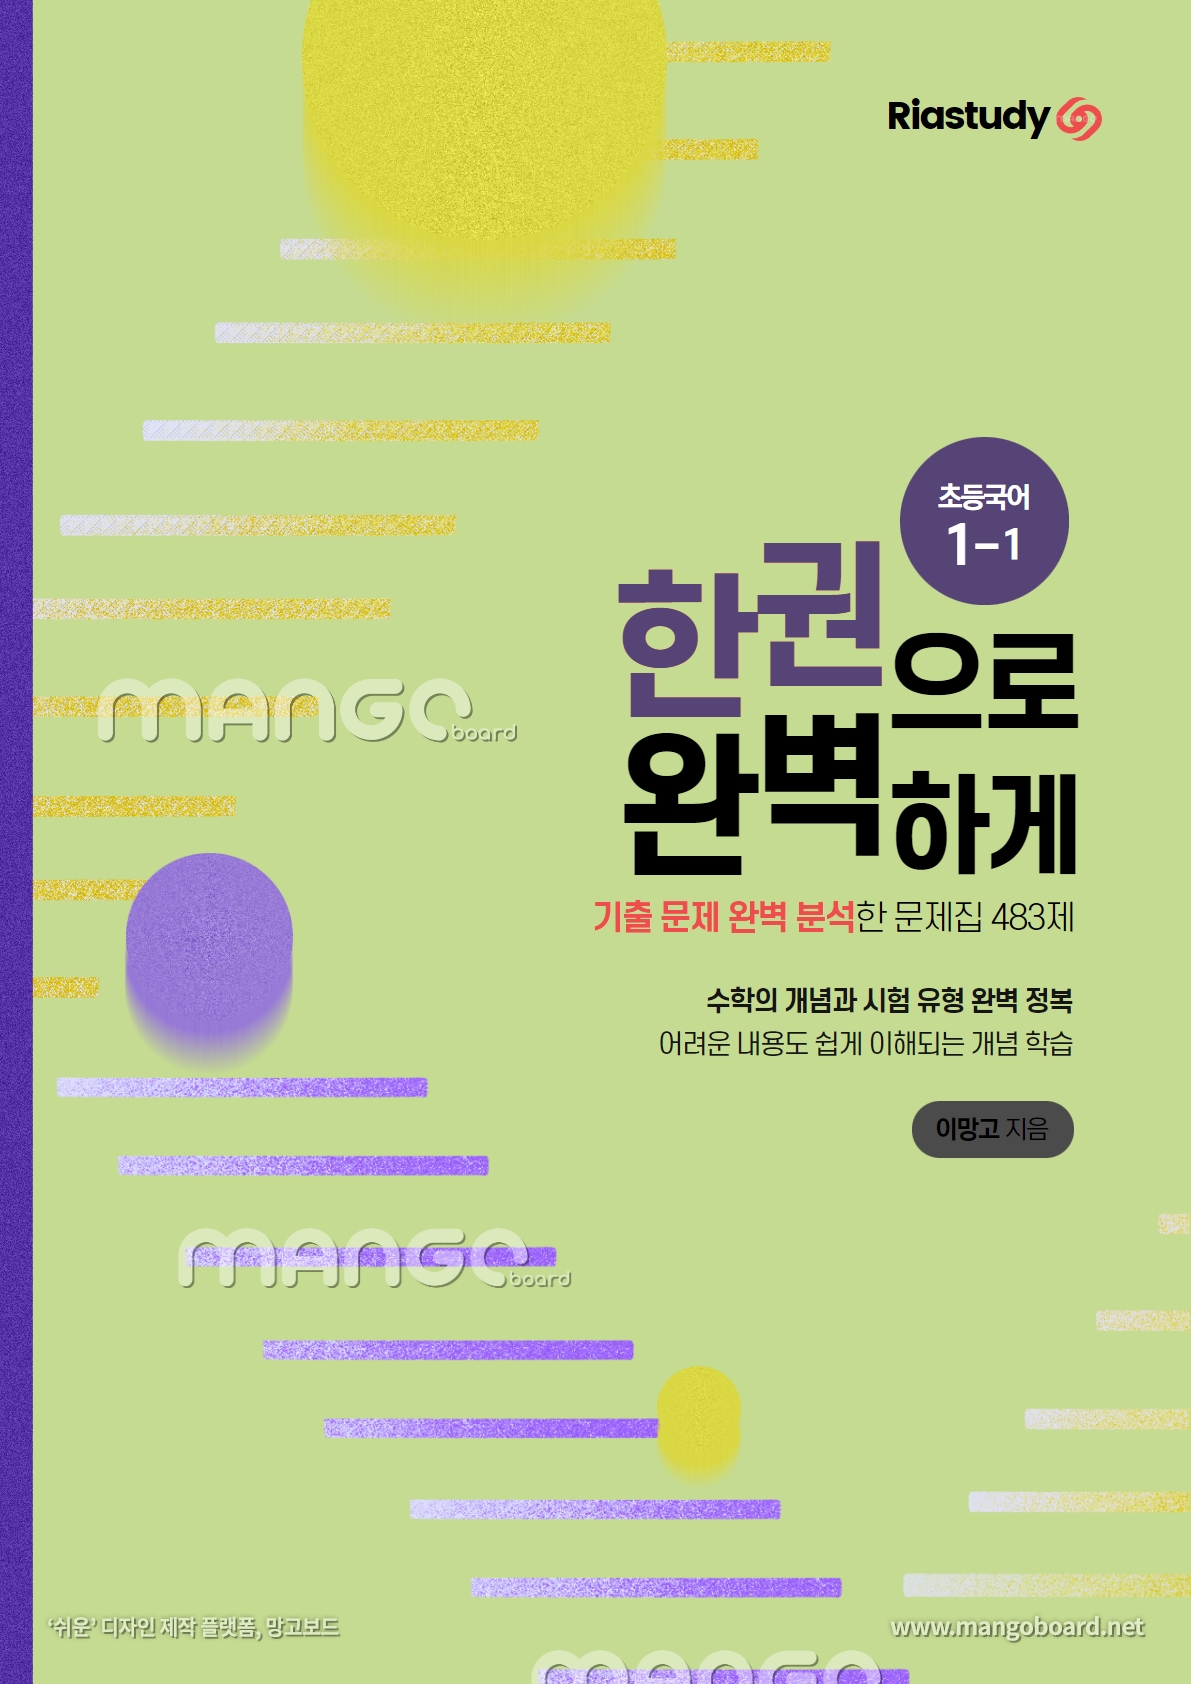 Riastudy
초등국어
1-1
한권으로
완벽하게
기출 문제 완벽 분석한 문제집 483제
수학의 개념과 시험 유형 완벽 정복
어려운 내용도 쉽게 이해되는 개념 학습
이망고 지음
MANGO board
MANGO board
'쉬운' 디자인 제작 플랫폼, 망고보드
www.mangoboard.net
MANGO